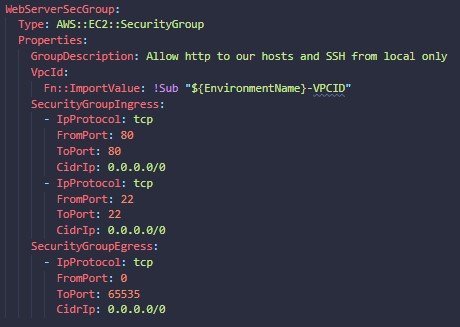 WebServerSecGroup:
  Type: AWS::EC2::SecurityGroup
  Properties:
    GroupDescription: Allow http to our hosts and SSH from local only
    VpcId:
      Fn::ImportValue: !Sub "${EnvironmentName}-VPCID"
    SecurityGroupIngress:
      - IpProtocol: tcp
        FromPort: 80
        ToPort: 80
        CidrIp: 0.0.0.0/0
      - IpProtocol: tcp
        FromPort: 22
        ToPort: 22
        CidrIp: 0.0.0.0/0
    SecurityGroupEgress:
      - IpProtocol: tcp
        FromPort: 0
        ToPort: 65535
        CidrIp: 0.0.0.0/0